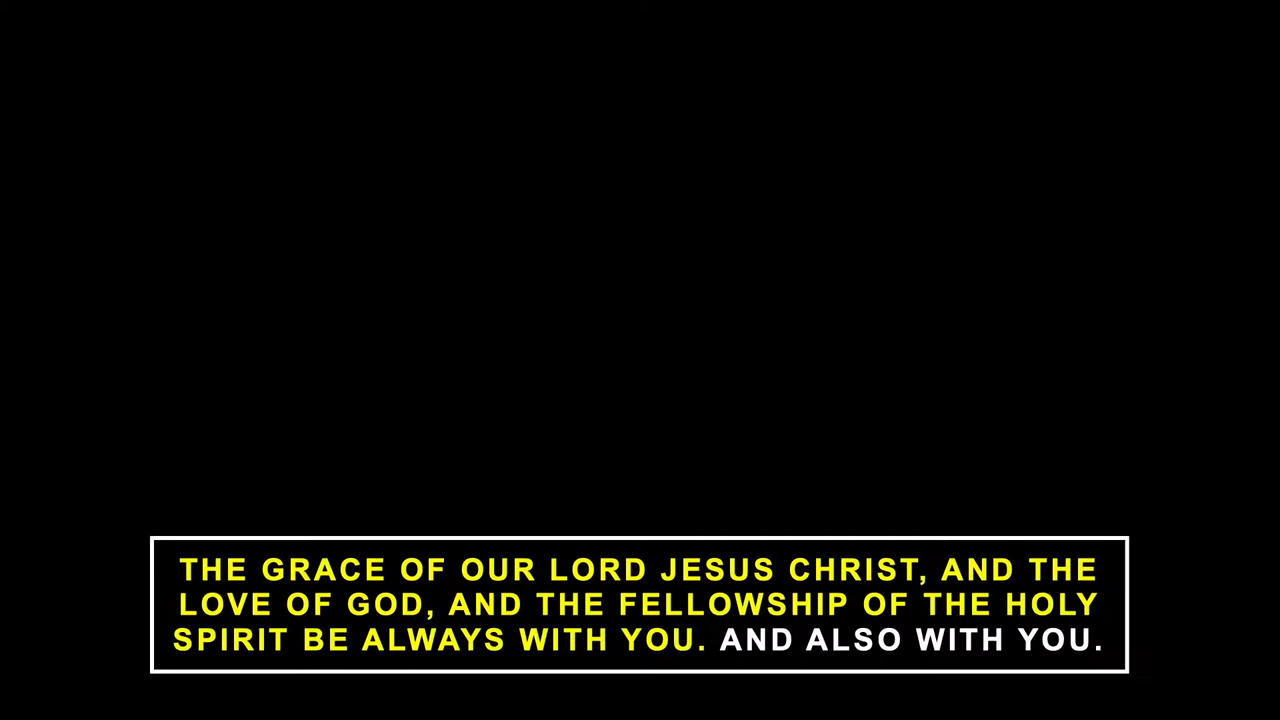 THE GRACE OF OUR LORD JESUS CHRIST, AND THE
LOVE OF GOD, AND THE FELLOWSHIP OF THE HOLY
SPIRIT BE ALWAYS WITH YOU. AND ALSO WITH YOU.